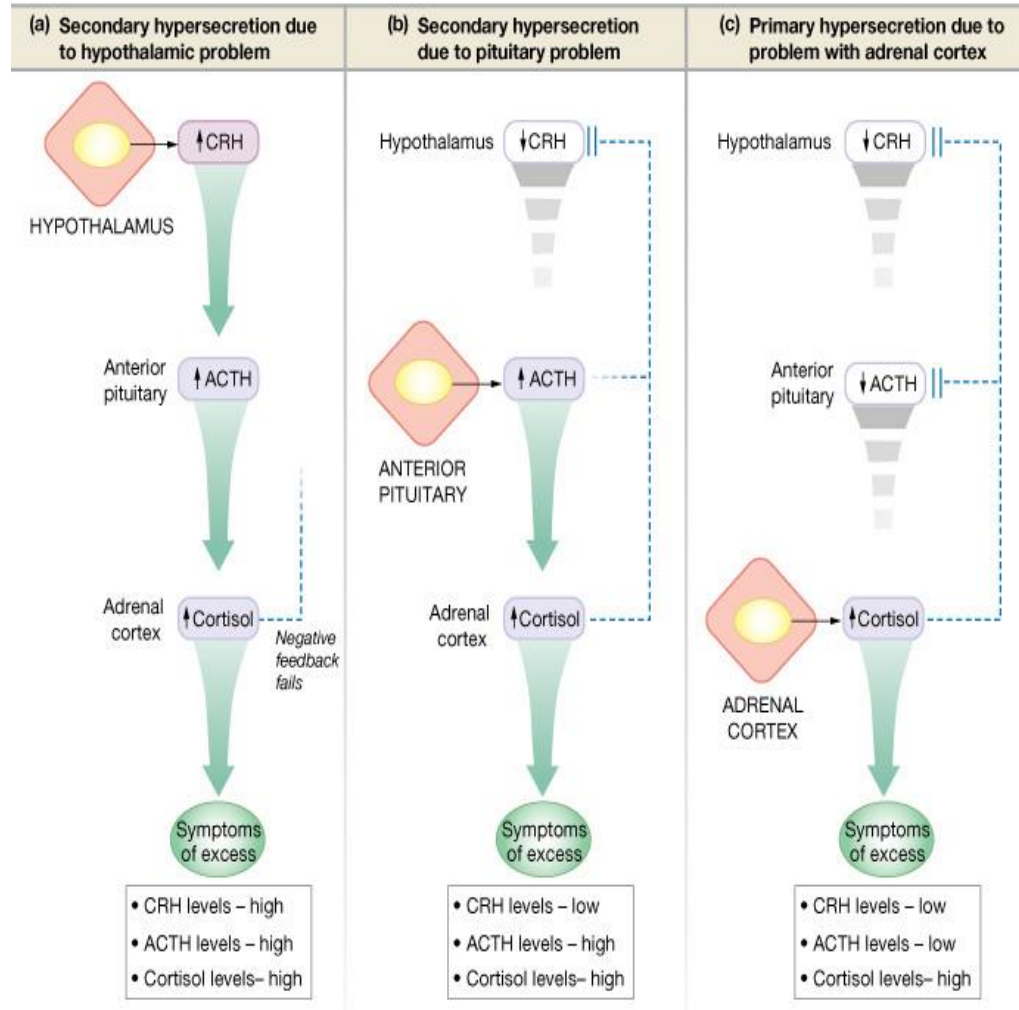 (a) Secondary hypersecretion due
to hypothalamic problem
↑CRH
HYPOTHALAMUS
Anterior
pituitary
↑ACTH
Adrenal
cortex
↑Cortisol
Negative
feedback
fails
Symptoms
of excess
• CRH levels – high
• ACTH levels – high
• Cortisol levels– high
(b) Secondary hypersecretion
due to pituitary problem
Hypothalamus
↓CRH
↑ACTH
ANTERIOR
PITUITARY
Adrenal
cortex
↑Cortisol
Symptoms
of excess
• CRH levels – low
• ACTH levels – high
• Cortisol levels– high
(c) Primary hypersecretion due to
problem with adrenal cortex
Hypothalamus
↓CRH
Anterior
pituitary
↓ACTH
↑Cortisol
ADRENAL
CORTEX
Symptoms
of excess
• CRH levels – low
• ACTH levels – low
• Cortisol levels– high